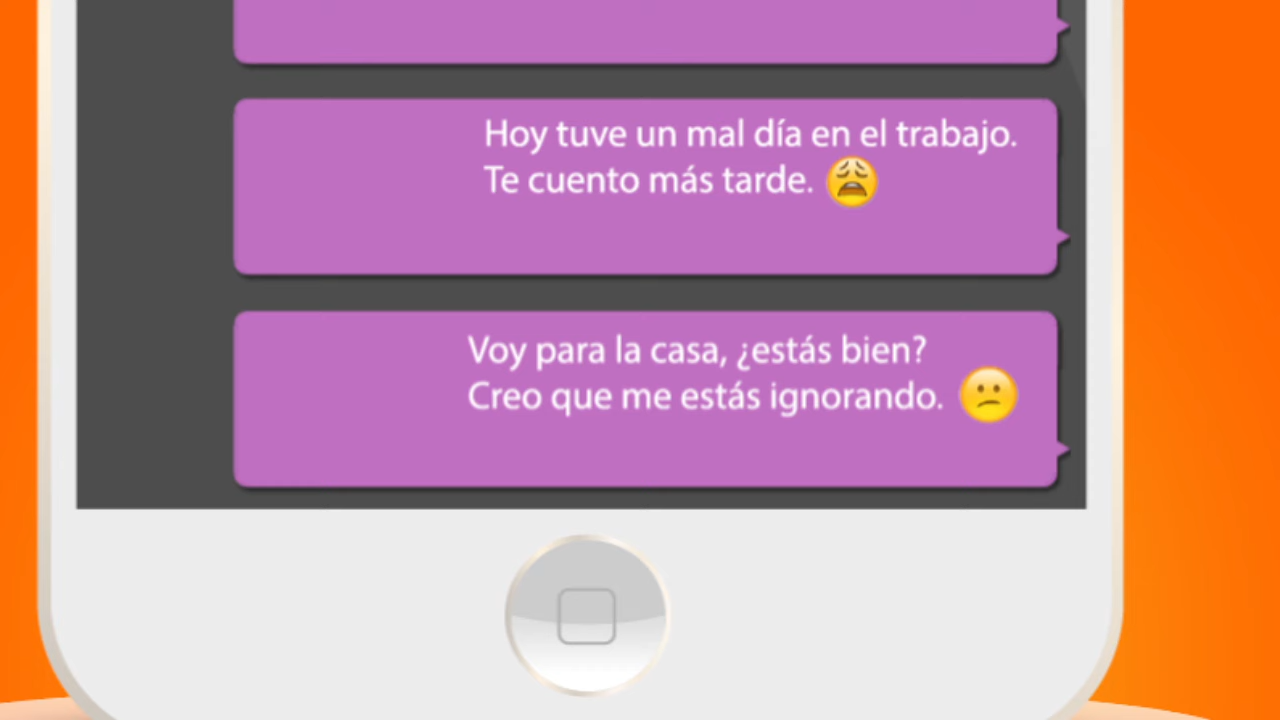 Hoy tuve un mal día en el trabajo.
Te cuento más tarde. 😩
Voy para la casa, ¿estás bien?
Creo que me estás ignorando. 😕